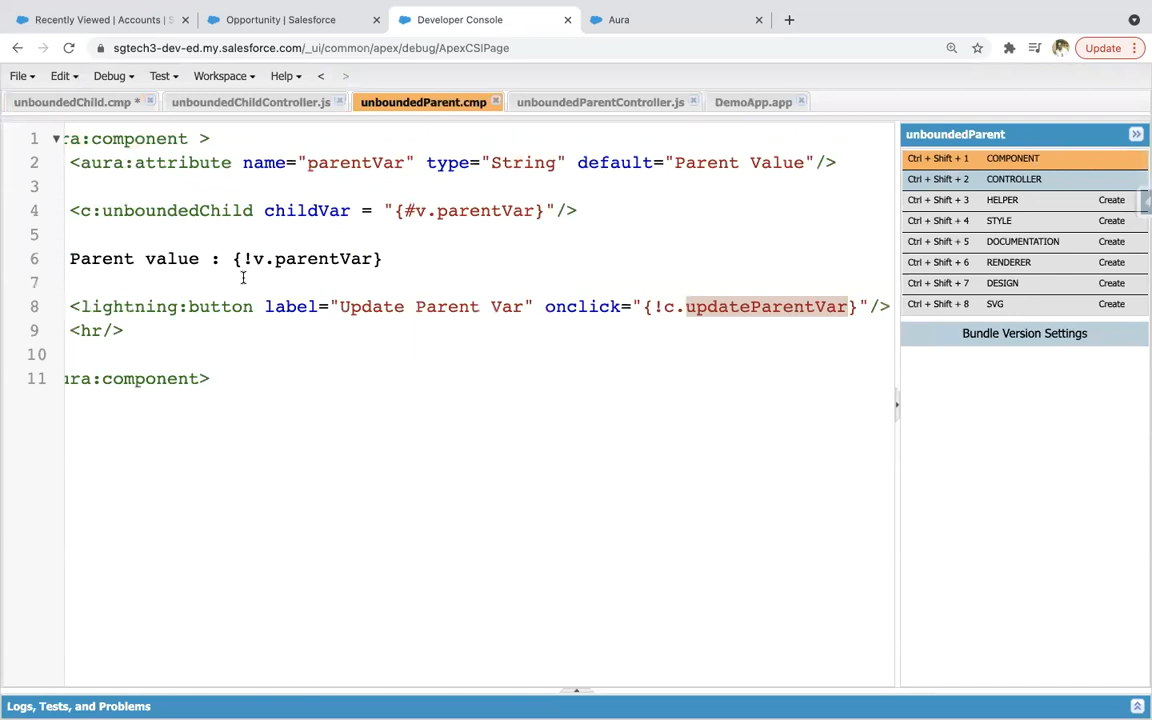 Recently Viewed | Accounts | S
Opportunity | Salesforce
Developer Console
Aura
sgtech3-dev-ed.my.salesforce.com/_ui/common/apex/debug/ApexCSIPage
Update
File Edit Debug Test Workspace Help < >
unboundedChild.cmp *
unboundedChildController.js
unboundedParent.cmp
unboundedParentController.js
DemoApp.app
1 ra:component >
2 <aura:attribute name="parentVar" type="String" default="Parent Value"/>
3
4 <c:unboundedChild childVar = "{#v.parentVar}"/>
5
6 Parent value : {!v.parentVar}
7
8 <lightning:button label="Update Parent Var" onclick="{!c.updateParentVar}"/>
9 <hr/>
10
11 ura:component>
unboundedParent
Ctrl + Shift + 1 COMPONENT
Ctrl + Shift + 2 CONTROLLER
Ctrl + Shift + 3 HELPER Create
Ctrl + Shift + 4 STYLE Create
Ctrl + Shift + 5 DOCUMENTATION Create
Ctrl + Shift + 6 RENDERER Create
Ctrl + Shift + 7 DESIGN Create
Ctrl + Shift + 8 SVG Create
Bundle Version Settings
Logs, Tests, and Problems